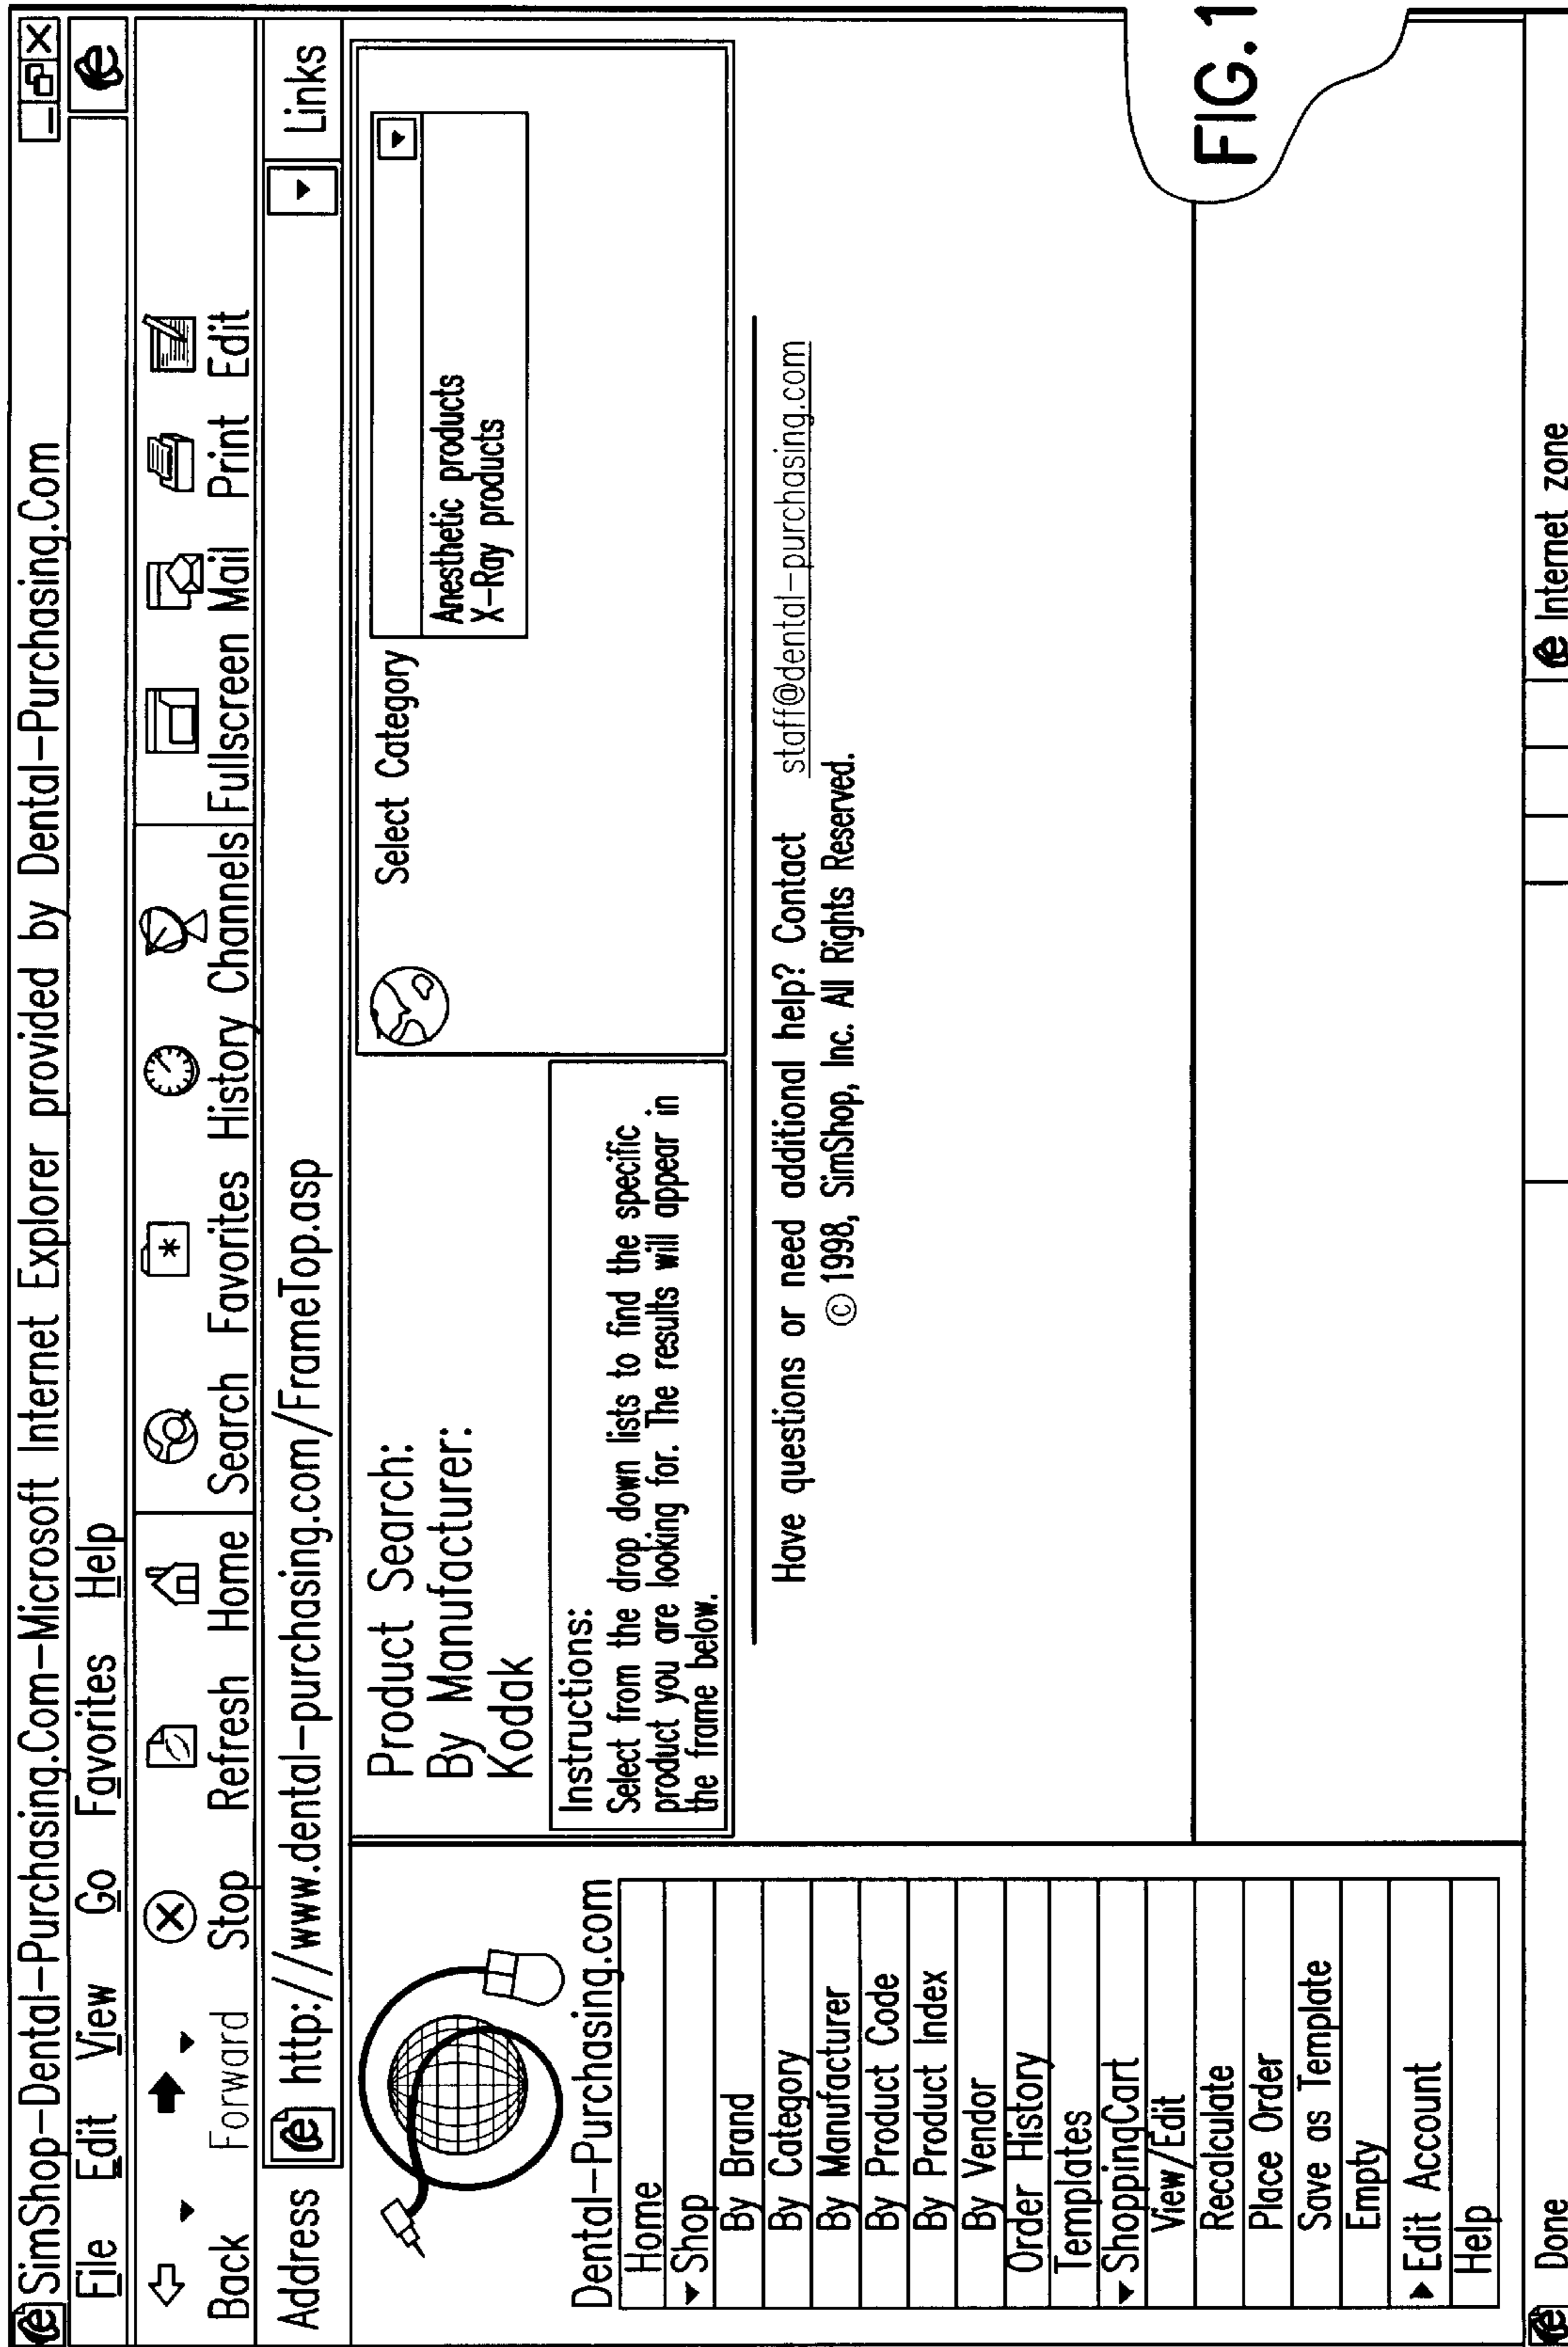 SimShop-Dental-Purchasing.Com-Microsoft Internet Explorer provided by Dental-Purchasing.Com
File Edit View Go Favorites Help
Back Forward Stop Refresh Home Search Favorites History Channels Fullscreen Mail Print Edit
Address http://www.dental-purchasing.com/FrameTop.asp Links
Dental-Purchasing.com
Home
Shop
By Brand
By Category
By Manufacturer
By Product Code
By Product Index
By Vendor
Order History
Templates
ShoppingCart
View/Edit
Recalculate
Place Order
Save as Template
Empty
Edit Account
Help
Product Search:
By Manufacturer:
Kodak
Instructions:
Select from the drop down lists to find the specific
product you are looking for. The results will appear in
the frame below.
Select Category
Anesthetic products
X-Ray products
Have questions or need additional help? Contact staff@dental-purchasing.com
© 1998, SimShop, Inc. All Rights Reserved.
FIG.1
Done Internet zone